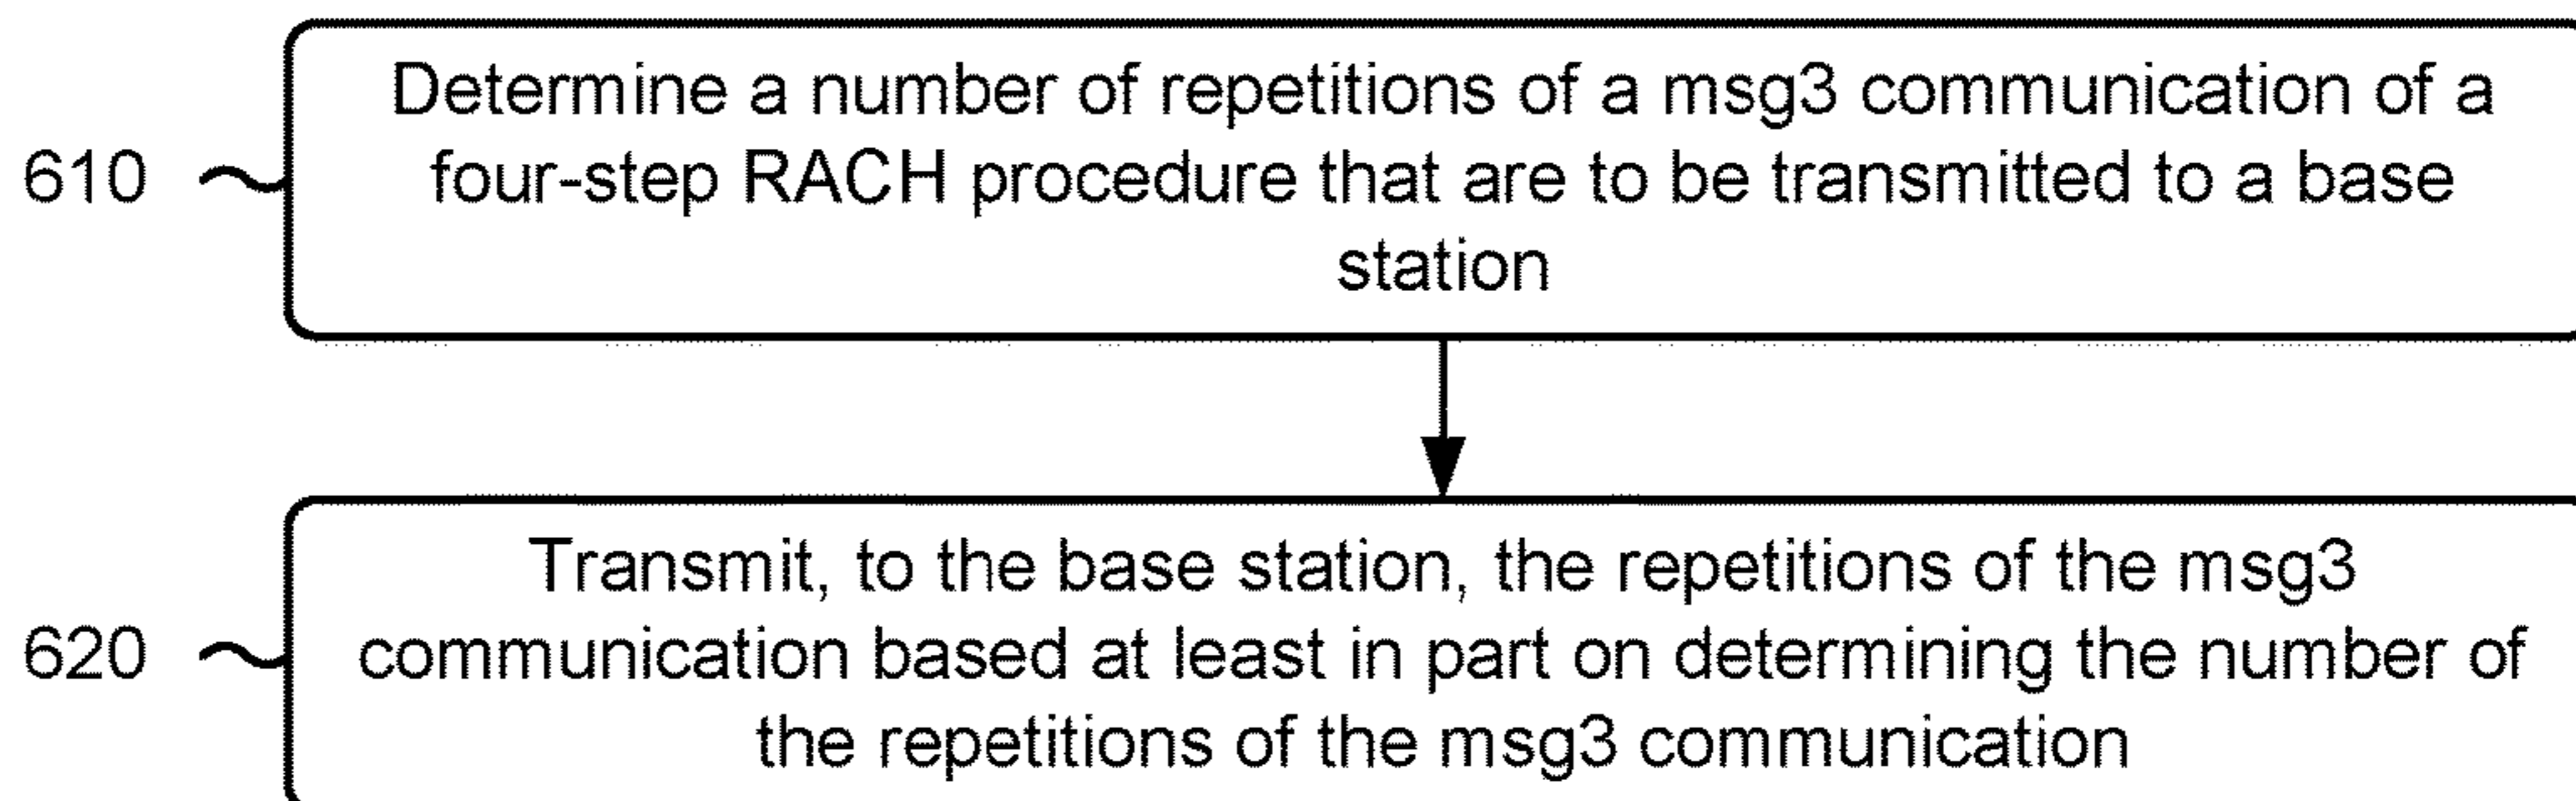 Determine a number of repetitions of a msg3 communication of a
610
four-step RACH procedure that are to be transmitted to a base
station
Transmit, to the base station, the repetitions of the msg3
620
communication based at least in part on determining the number of
the repetitions of the msg3 communication